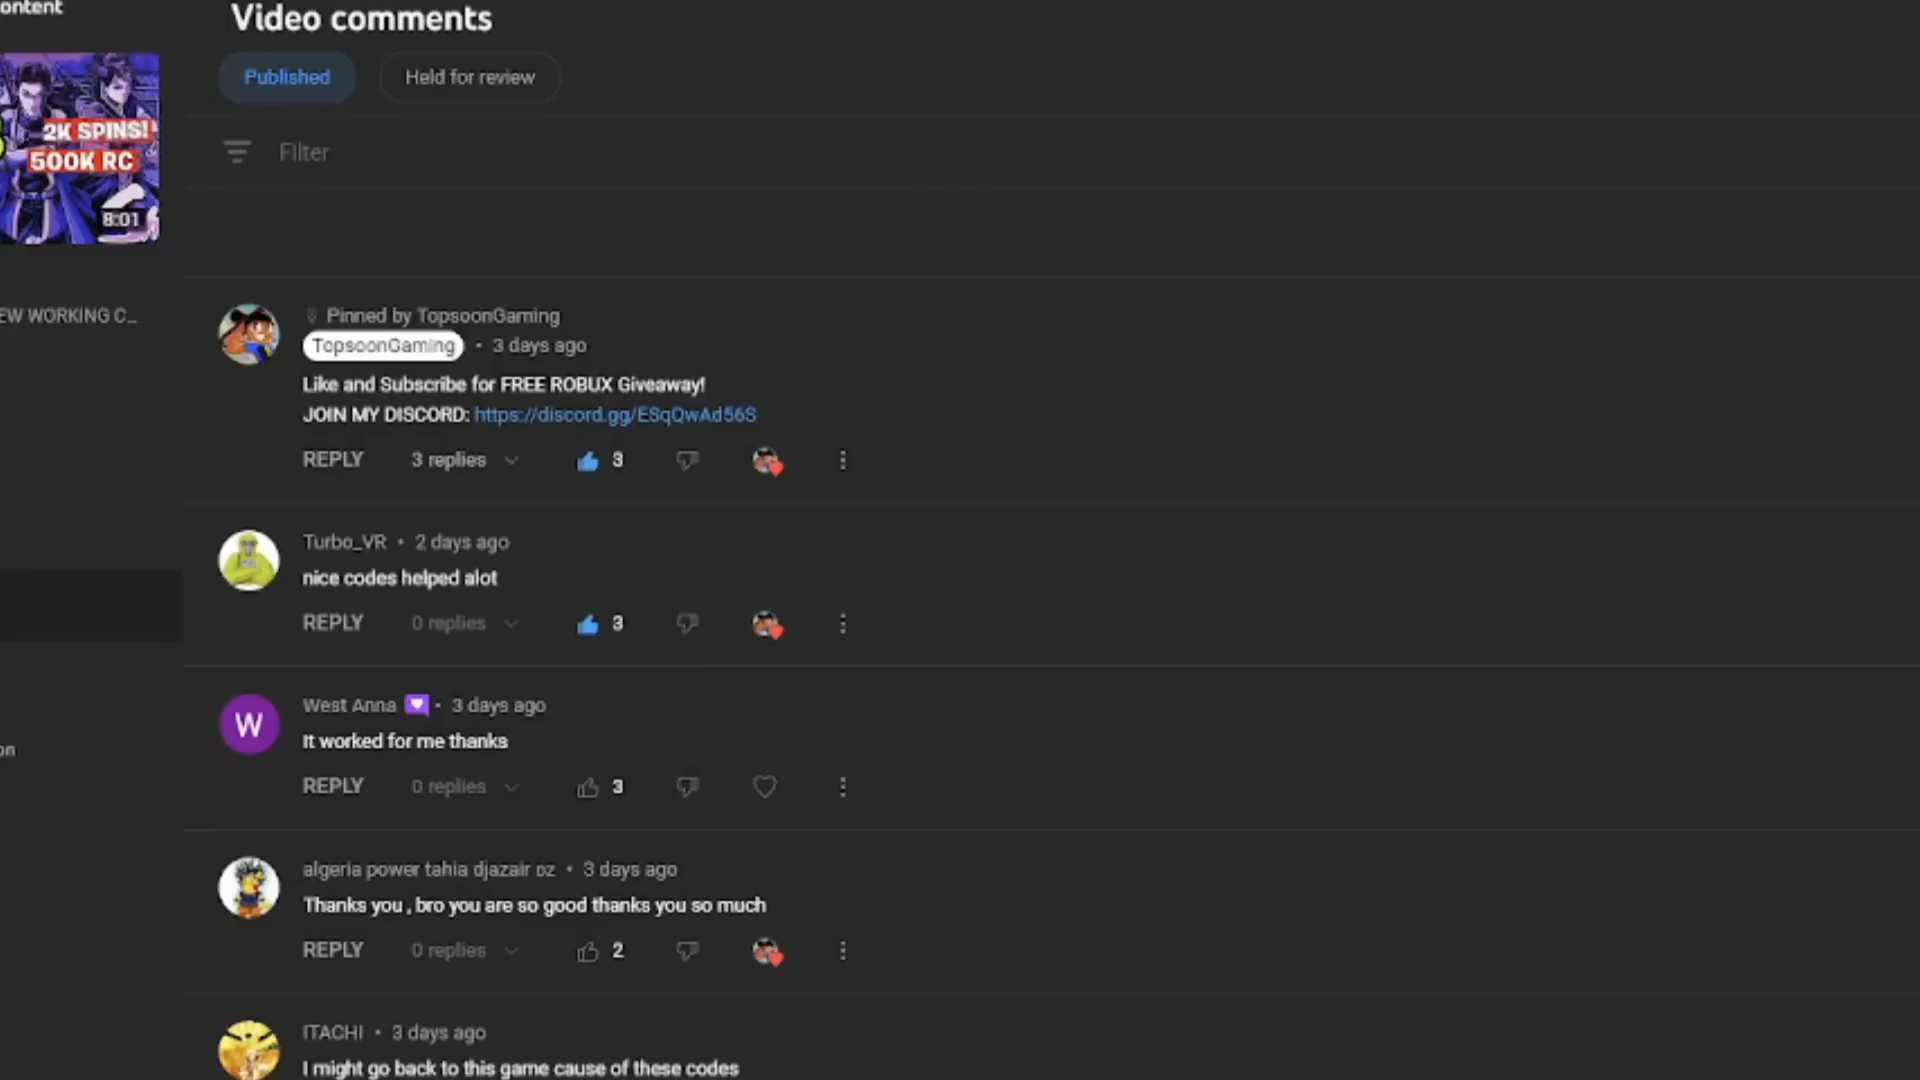 ontent
Video comments
Published
Held for review
2K SPINS!
500K RC
8:01
Filter
EW WORKING C...
Pinned by TopsoonGaming
TopsoonGaming • 3 days ago
Like and Subscribe for FREE ROBUX Giveaway!
JOIN MY DISCORD: https://discord.gg/ESqQwAd56S
REPLY 3 replies 3
Turbo_VR • 2 days ago
nice codes helped alot
REPLY 0 replies 3
W
West Anna • 3 days ago
It worked for me thanks
REPLY 0 replies 3
on
algeria power tahia djazair DZ • 3 days ago
Thanks you , bro you are so good thanks you so much
REPLY 0 replies 2
ITACHI • 3 days ago
I might go back to this game cause of these codes